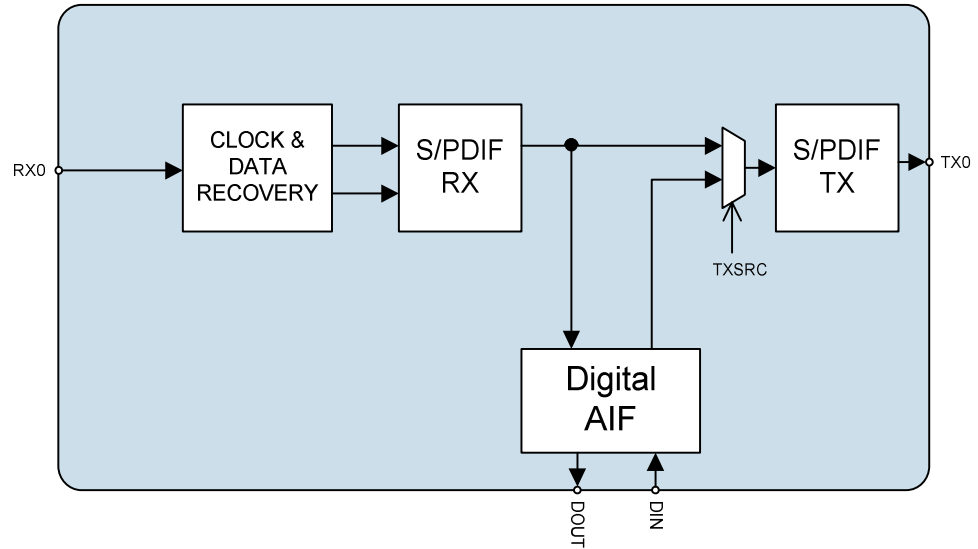 RX0
CLOCK &
DATA
RECOVERY
S/PDIF
RX
S/PDIF
TX
TX0
TXSRC
Digital
AIF
DOUT
DIN